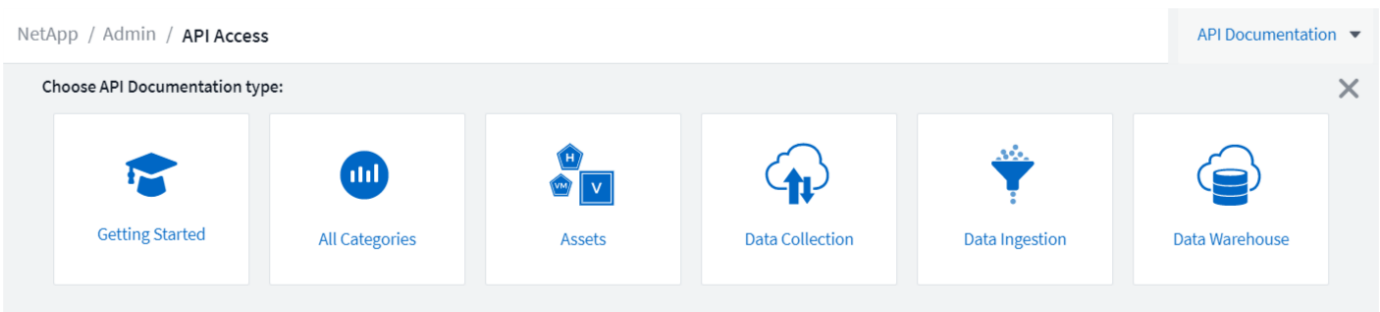 NetApp / Admin / API Access
API Documentation
Choose API Documentation type:
H
VM
V
Getting Started
All Categories
Assets
Data Collection
Data Ingestion
Data Warehouse